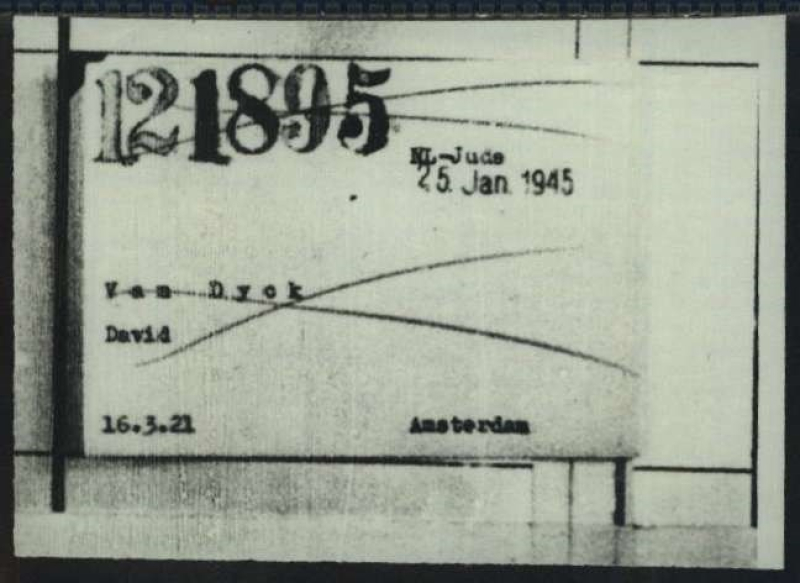 121895
NL-Jude
25. Jan. 1945
Van Dyck
David
16.3.21 Amsterdam